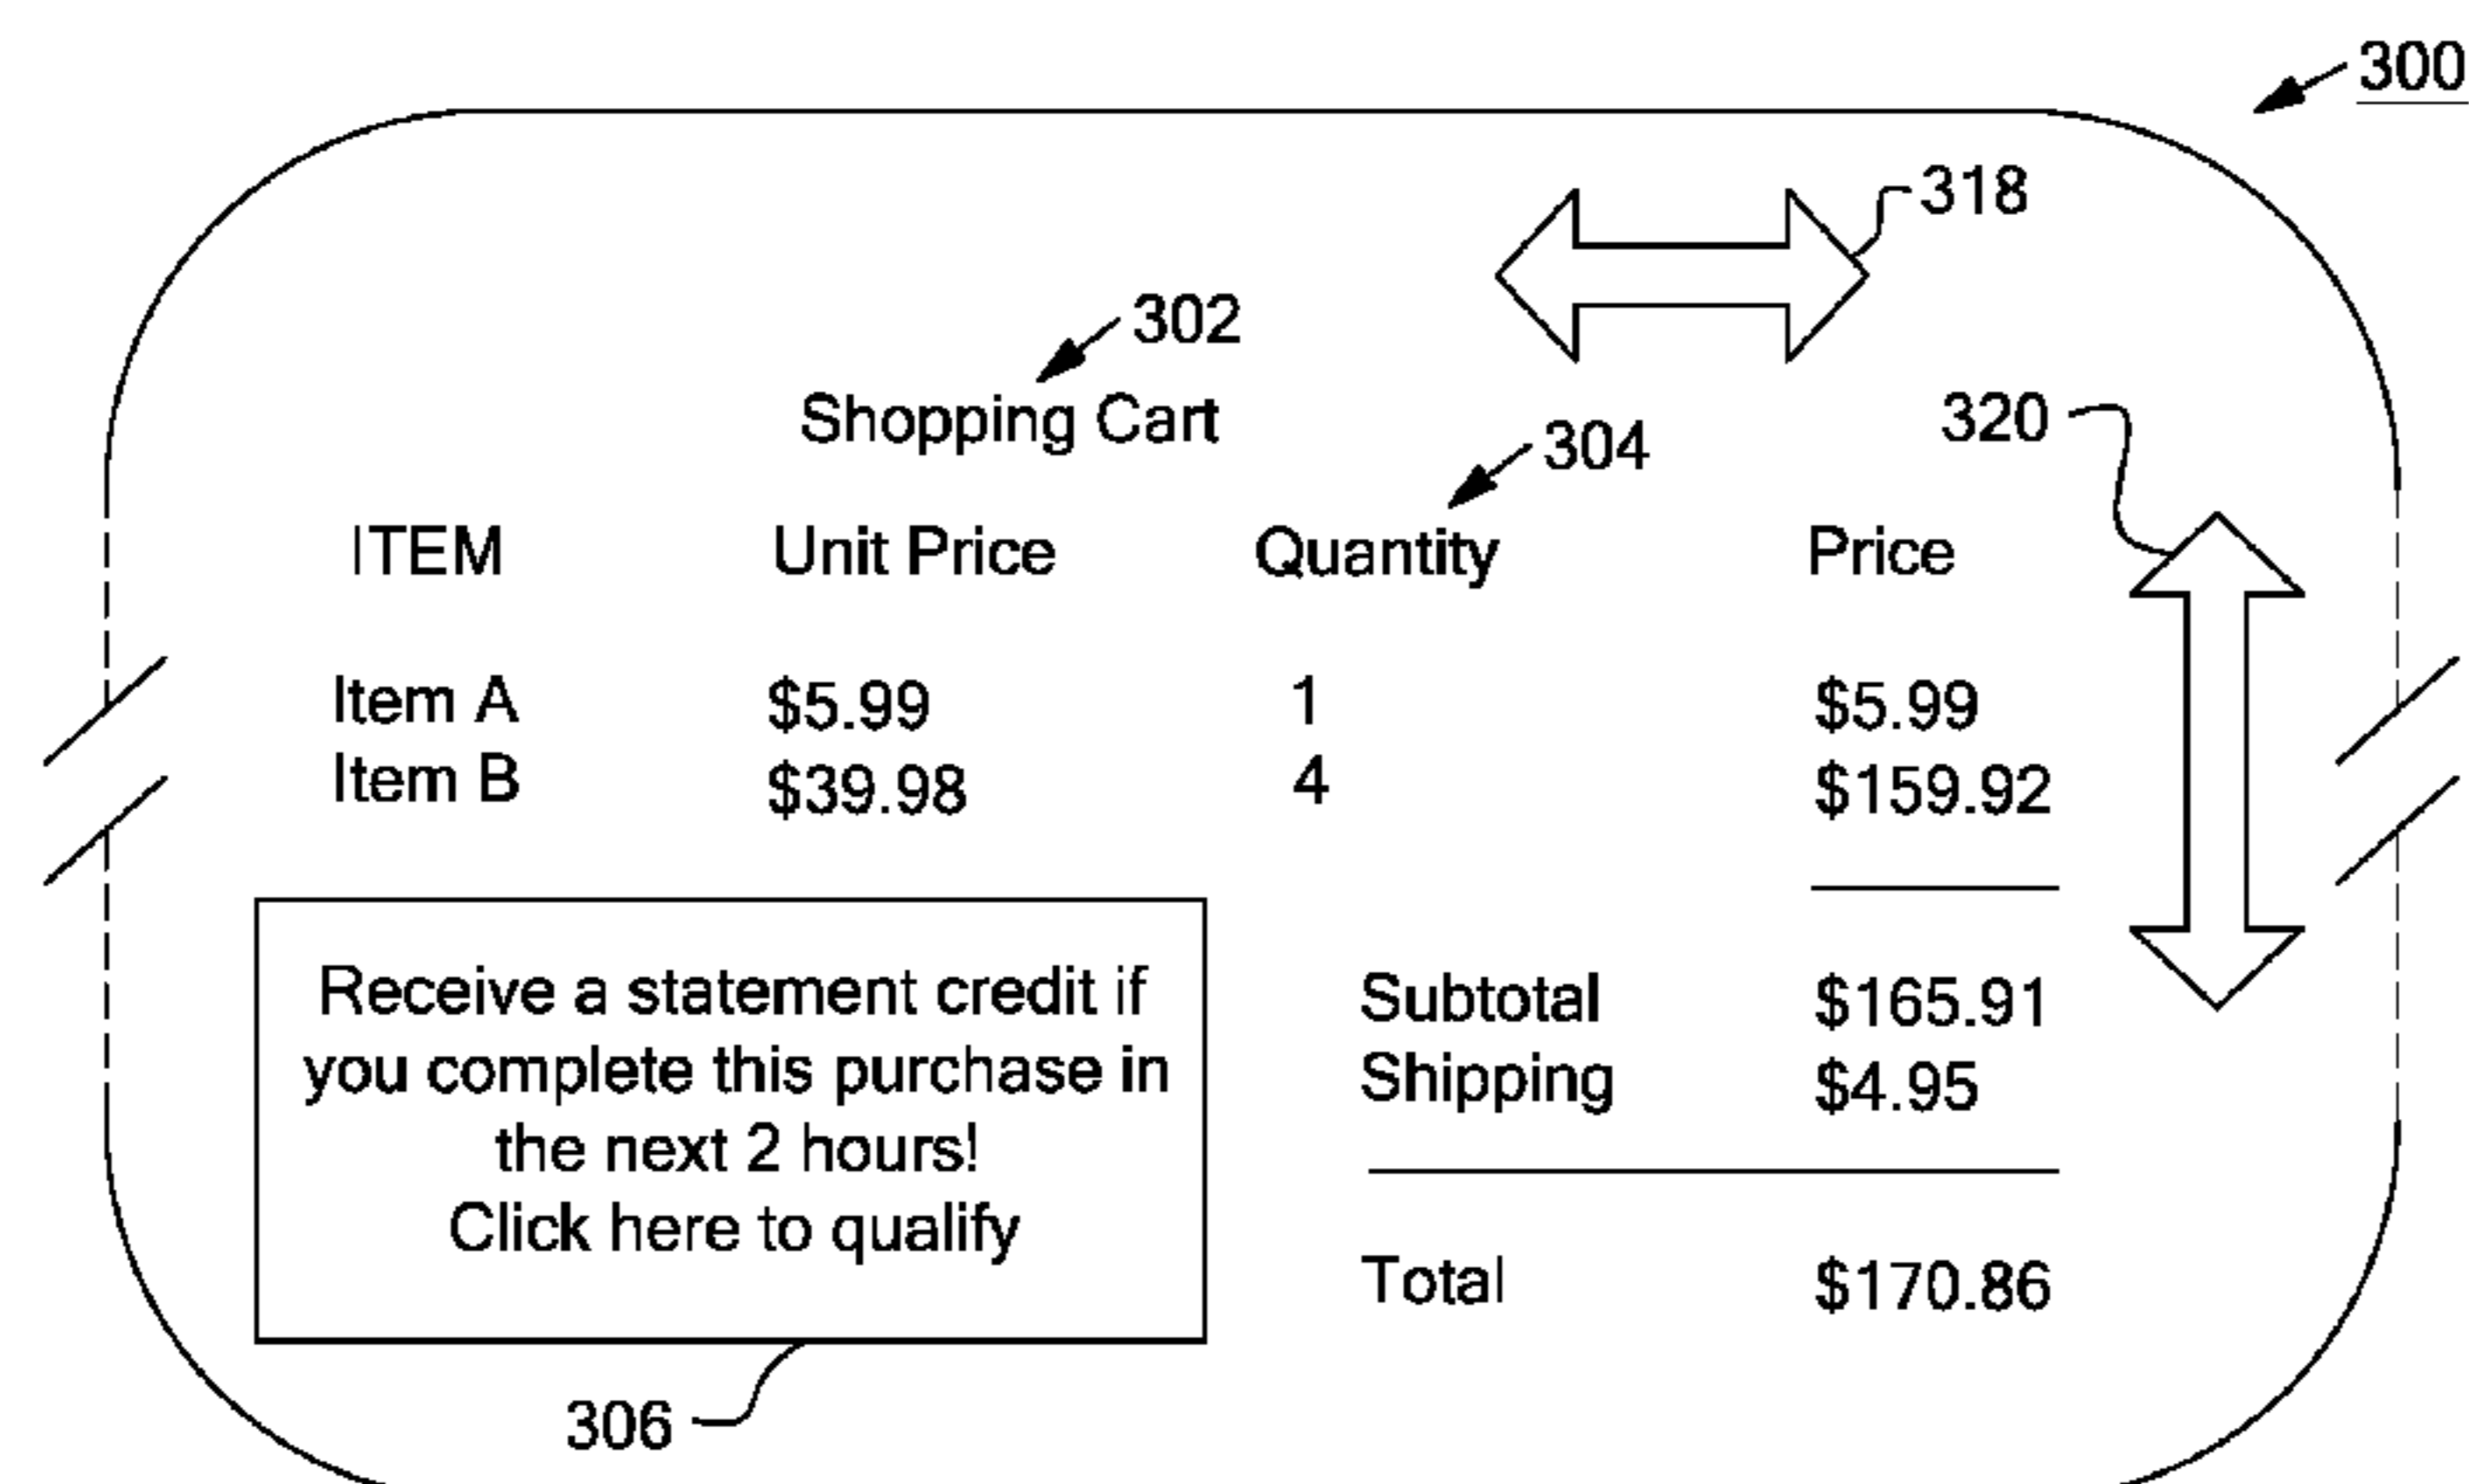 300
318
302
Shopping Cart
304
320
ITEM Unit Price Quantity Price
Item A $5.99 1 $5.99
Item B $39.98 4 $159.92
Receive a statement credit if
you complete this purchase in
the next 2 hours!
Click here to qualify
Subtotal $165.91
Shipping $4.95
Total $170.86
306